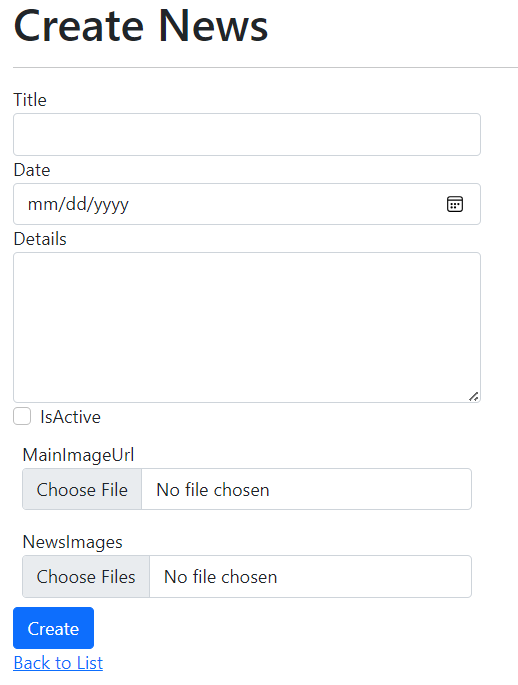 Create News
Title
Date
mm/dd/yyyy
Details
IsActive
MainImageUrl
Choose File No file chosen
NewsImages
Choose Files No file chosen
Create
Back to List